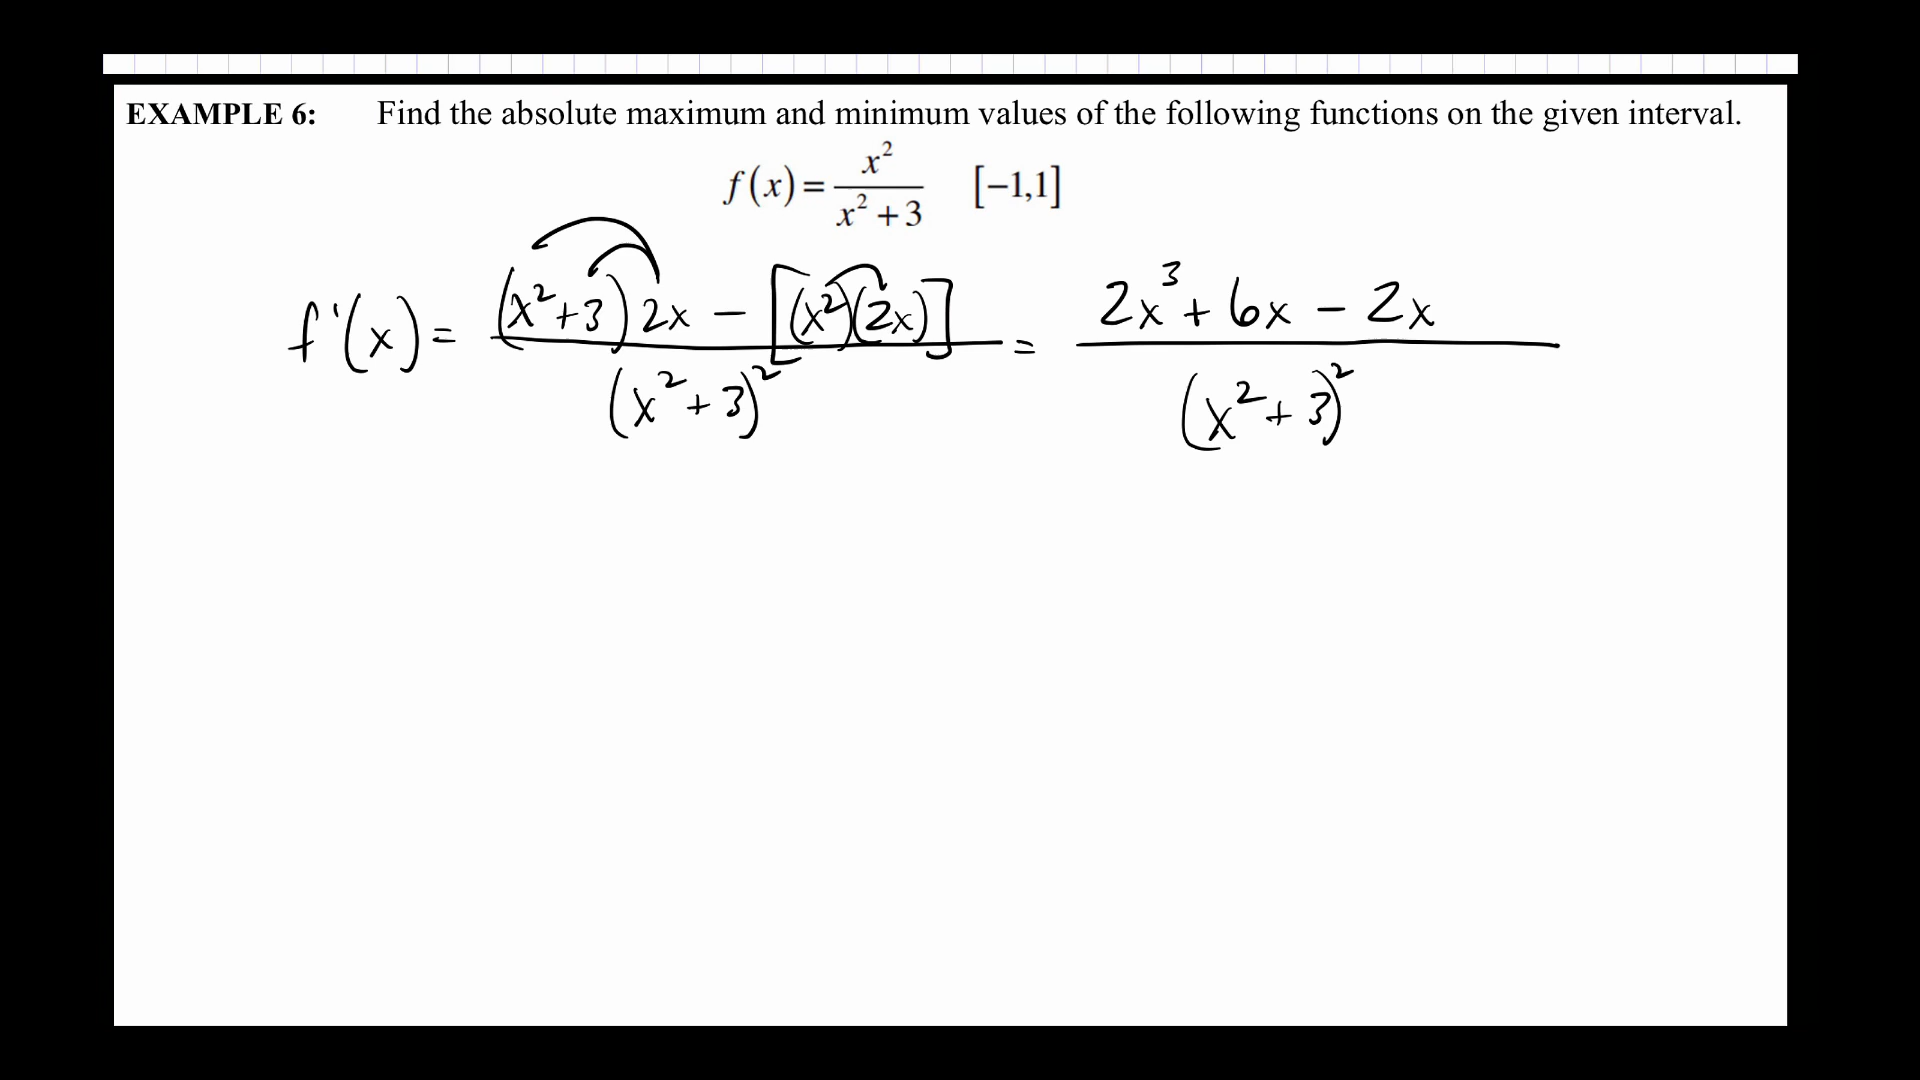 EXAMPLE 6: Find the absolute maximum and minimum values of the following functions on the given interval.
f(x) = x²/(x² + 3) [−1,1]
f'(x) = ((x²+3)2x − [(x²)(2x)])/(x²+3)² = (2x³ + 6x − 2x)/(x²+3)²